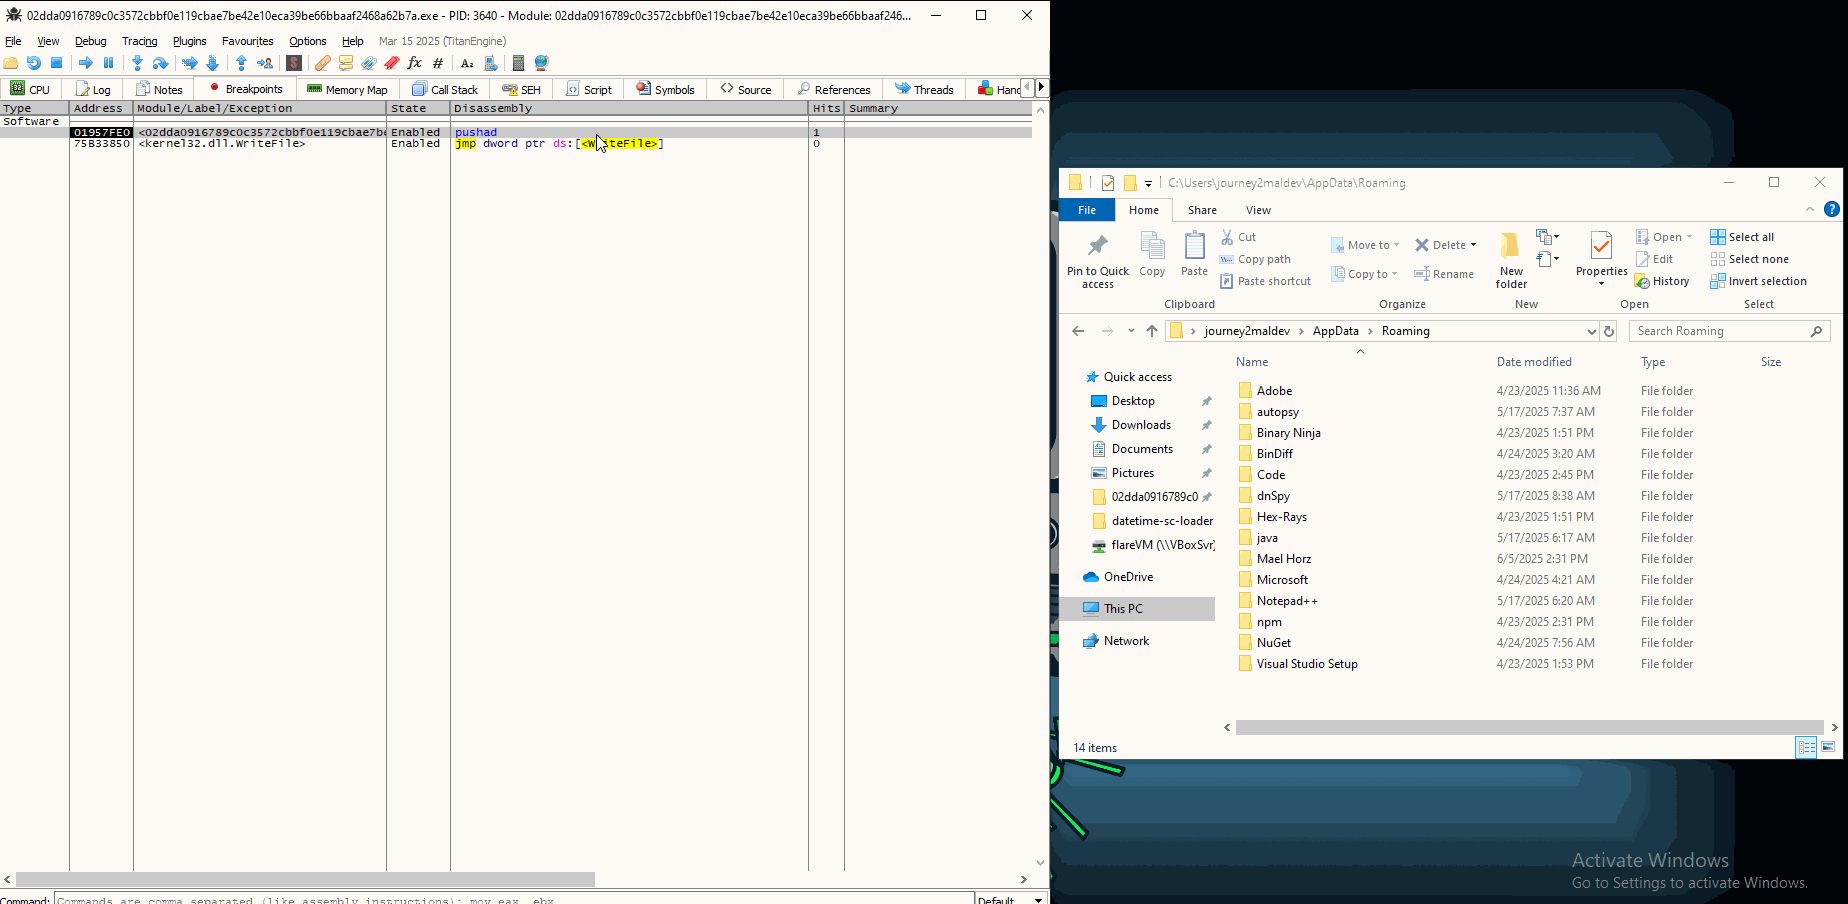 02dda0916789c0c3572cbbf0e119cbae7be42e10eca39be66bbaaf2468a62b7a.exe - PID: 3640 - Module: 02dda0916789c0c3572cbbf0e119cbae7be42e10eca39be66bbaaf246...
File View Debug Tracing Plugins Favourites Options Help Mar 15 2025 (TitanEngine)
CPU Log Notes Breakpoints Memory Map Call Stack SEH Script Symbols Source References Threads Hand
Type Address Module/Label/Exception State Disassembly Hits Summary
Software
01957FE0 <02dda0916789c0c3572cbbf0e119cbae7be Enabled pushad 1
75B33850 <kernel32.dll.WriteFile> Enabled jmp dword ptr ds:[<WriteFile>] 0
Command: Commands are comma separated (like assembly instructions): mov eax, ebx Default
C:\Users\journey2maldev\AppData\Roaming
File Home Share View
Pin to Quick access
Copy
Paste
Cut
Copy path
Paste shortcut
Clipboard
Move to
Copy to
Delete
Rename
Organize
New folder
New
Properties
Open
Edit
History
Open
Select all
Select none
Invert selection
Select
journey2maldev > AppData > Roaming
Search Roaming
Quick access
Desktop
Downloads
Documents
Pictures
02dda0916789c0
datetime-sc-loader
flareVM (\\VBoxSvr)
OneDrive
This PC
Network
Name Date modified Type Size
Adobe 4/23/2025 11:36 AM File folder
autopsy 5/17/2025 7:37 AM File folder
Binary Ninja 4/23/2025 1:51 PM File folder
BinDiff 4/24/2025 3:20 AM File folder
Code 4/23/2025 2:45 PM File folder
dnSpy 5/17/2025 8:38 AM File folder
Hex-Rays 4/23/2025 1:51 PM File folder
java 5/17/2025 6:17 AM File folder
Mael Horz 6/5/2025 2:31 PM File folder
Microsoft 4/24/2025 4:21 AM File folder
Notepad++ 5/17/2025 6:20 AM File folder
npm 4/23/2025 2:31 PM File folder
NuGet 4/24/2025 7:56 AM File folder
Visual Studio Setup 4/23/2025 1:53 PM File folder
14 items
Activate Windows
Go to Settings to activate Windows.